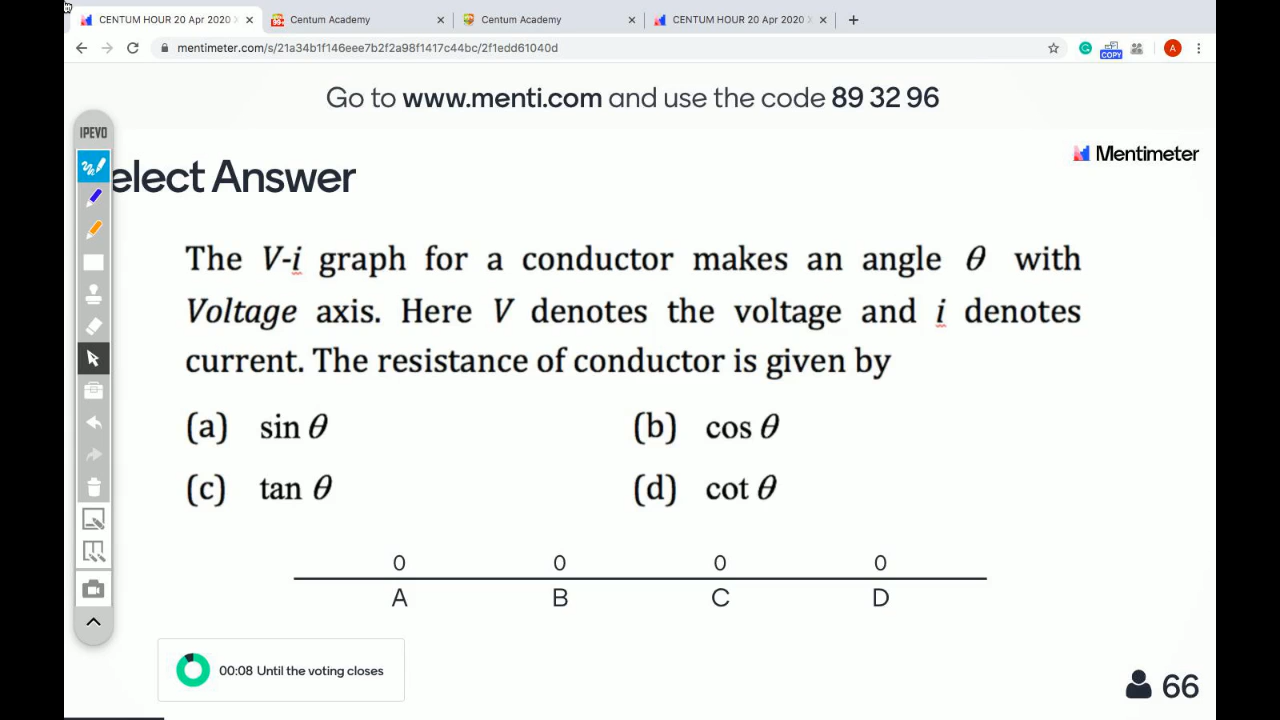 CENTUM HOUR 20 Apr 2020
Centum Academy
Centum Academy
CENTUM HOUR 20 Apr 2020
mentimeter.com/s/21a34b1f146eee7b2f2a98f1417c44bc/2f1edd61040d
COPY
A
Go to www.menti.com and use the code 89 32 96
IPEVO
Mentimeter
elect Answer
The V-i graph for a conductor makes an angle θ with
Voltage axis. Here V denotes the voltage and i denotes
current. The resistance of conductor is given by
(a) sin θ (b) cos θ
(c) tan θ (d) cot θ
0 0 0 0
A B C D
00:08 Until the voting closes
66